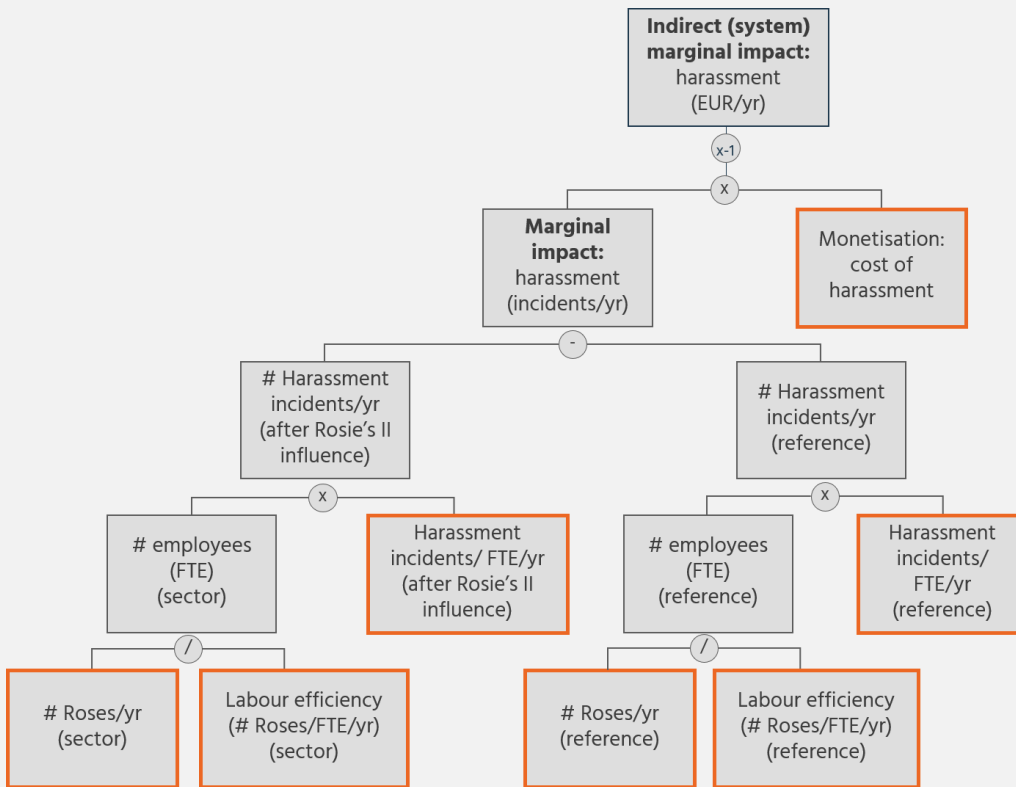 Indirect (system)
marginal impact:
harassment
(EUR/yr)
x-1
x
Marginal
impact:
harassment
(incidents/yr)
Monetisation:
cost of
harassment
-
# Harassment
incidents/yr
(after Rosie’s II
influence)
# Harassment
incidents/yr
(reference)
x
x
# employees
(FTE)
(sector)
Harassment
incidents/ FTE/yr
(after Rosie’s II
influence)
# employees
(FTE)
(reference)
Harassment
incidents/
FTE/yr
(reference)
/
/
# Roses/yr
(sector)
Labour efficiency
(# Roses/FTE/yr)
(sector)
# Roses/yr
(reference)
Labour efficiency
(# Roses/FTE/yr)
(reference)